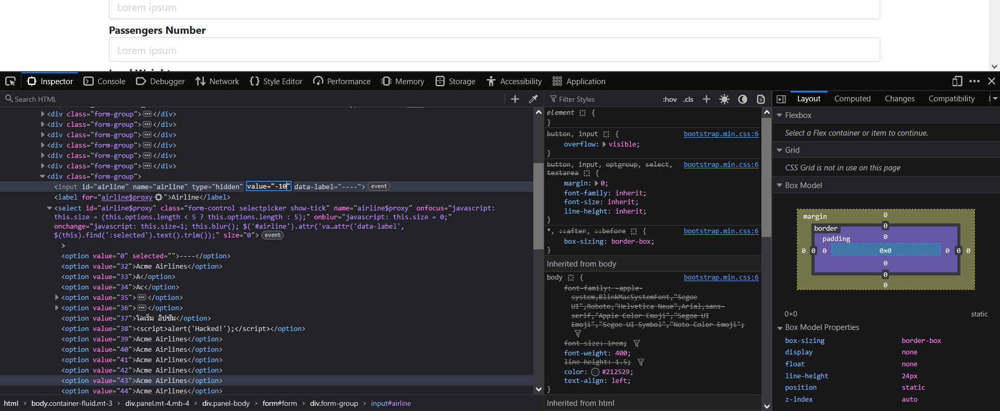 Lorem ipsum
Passengers Number
Lorem ipsum
Inspector Console Debugger Network Style Editor Performance Memory Storage Accessibility Application
Search HTML
<div class="form-group"></div>
<div class="form-group"></div>
<div class="form-group"></div>
<div class="form-group"></div>
<div class="form-group"></div>
<div class="form-group"></div>
<div class="form-group">
<input id="airline" name="airline" type="hidden" value="-10" data-label="----"> event
<label for="airline$proxy">Airline</label>
<select id="airline$proxy" class="form-control selectpicker show-tick" name="airline$proxy" onfocus="javascript:
this.size = (this.options.length < 5 ? this.options.length : 5);" onblur="javascript: this.size = 0;"
onchange="javascript: this.size=1; this.blur(); $('#airline').attr('va…attr('data-label',
$(this).find(':selected').text().trim());" size="0"> event
>
<option value="0" selected="">----</option>
<option value="32">Acme Airlines</option>
<option value="33">A</option>
<option value="34">Ac</option>
<option value="35"></option>
<option value="36"></option>
<option value="37">โลเร็ม อิปซัม</option>
<option value="38"><script>alert('Hacked!');</script></option>
<option value="39">Acme Airlines</option>
<option value="40">Acme Airlines</option>
<option value="41">Acme Airlines</option>
<option value="42">Acme Airlines</option>
<option value="43">Acme Airlines</option>
<option value="44">Acme Airlines</option>
html body.container-fluid.mt-3 div.panel.mt-4.mb-4 div.panel-body form#form div.form-group input#airline
Filter Styles :hov .cls
element {
}
button, input { bootstrap.min.css:6
overflow: visible;
}
button, input, optgroup, select, bootstrap.min.css:6
textarea {
margin: 0;
font-family: inherit;
font-size: inherit;
line-height: inherit;
}
*, ::after, ::before { bootstrap.min.css:6
box-sizing: border-box;
}
Inherited from body
body { bootstrap.min.css:6
font-family: -apple-
system,BlinkMacSystemFont,"Segoe
UI",Roboto,"Helvetica Neue",Arial,sans-
serif,"Apple Color Emoji","Segoe UI
Emoji","Segoe UI Symbol","Noto Color Emoji";
font-size: 1rem;
font-weight: 400;
line-height: 1.5;
color: #212529;
text-align: left;
}
Inherited from html
Layout Computed Changes Compatibility
Flexbox
Select a Flex container or item to continue.
Grid
CSS Grid is not in use on this page
Box Model
margin 0
border 0
padding 0
0 0 0 0×0 0 0 0
0
0
0
0×0 static
Box Model Properties
box-sizing border-box
display none
float none
line-height 24px
position static
z-index auto